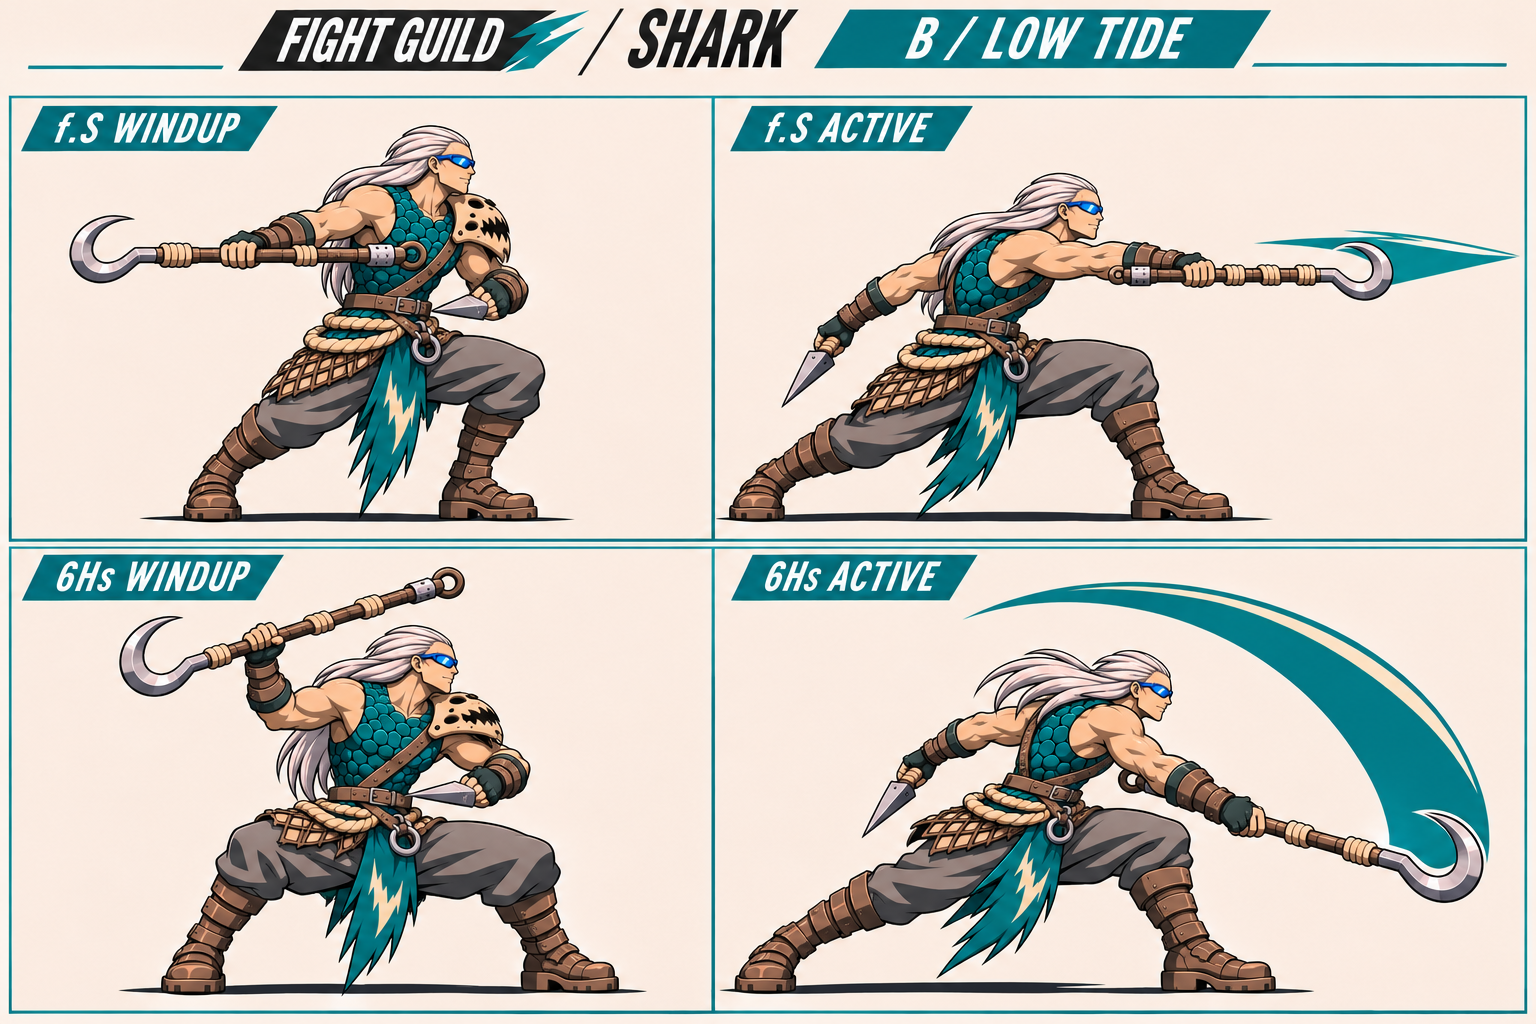 FIGHT GUILD / SHARK B / LOW TIDE
f.S WINDUP
f.S ACTIVE
6Hs WINDUP
6Hs ACTIVE